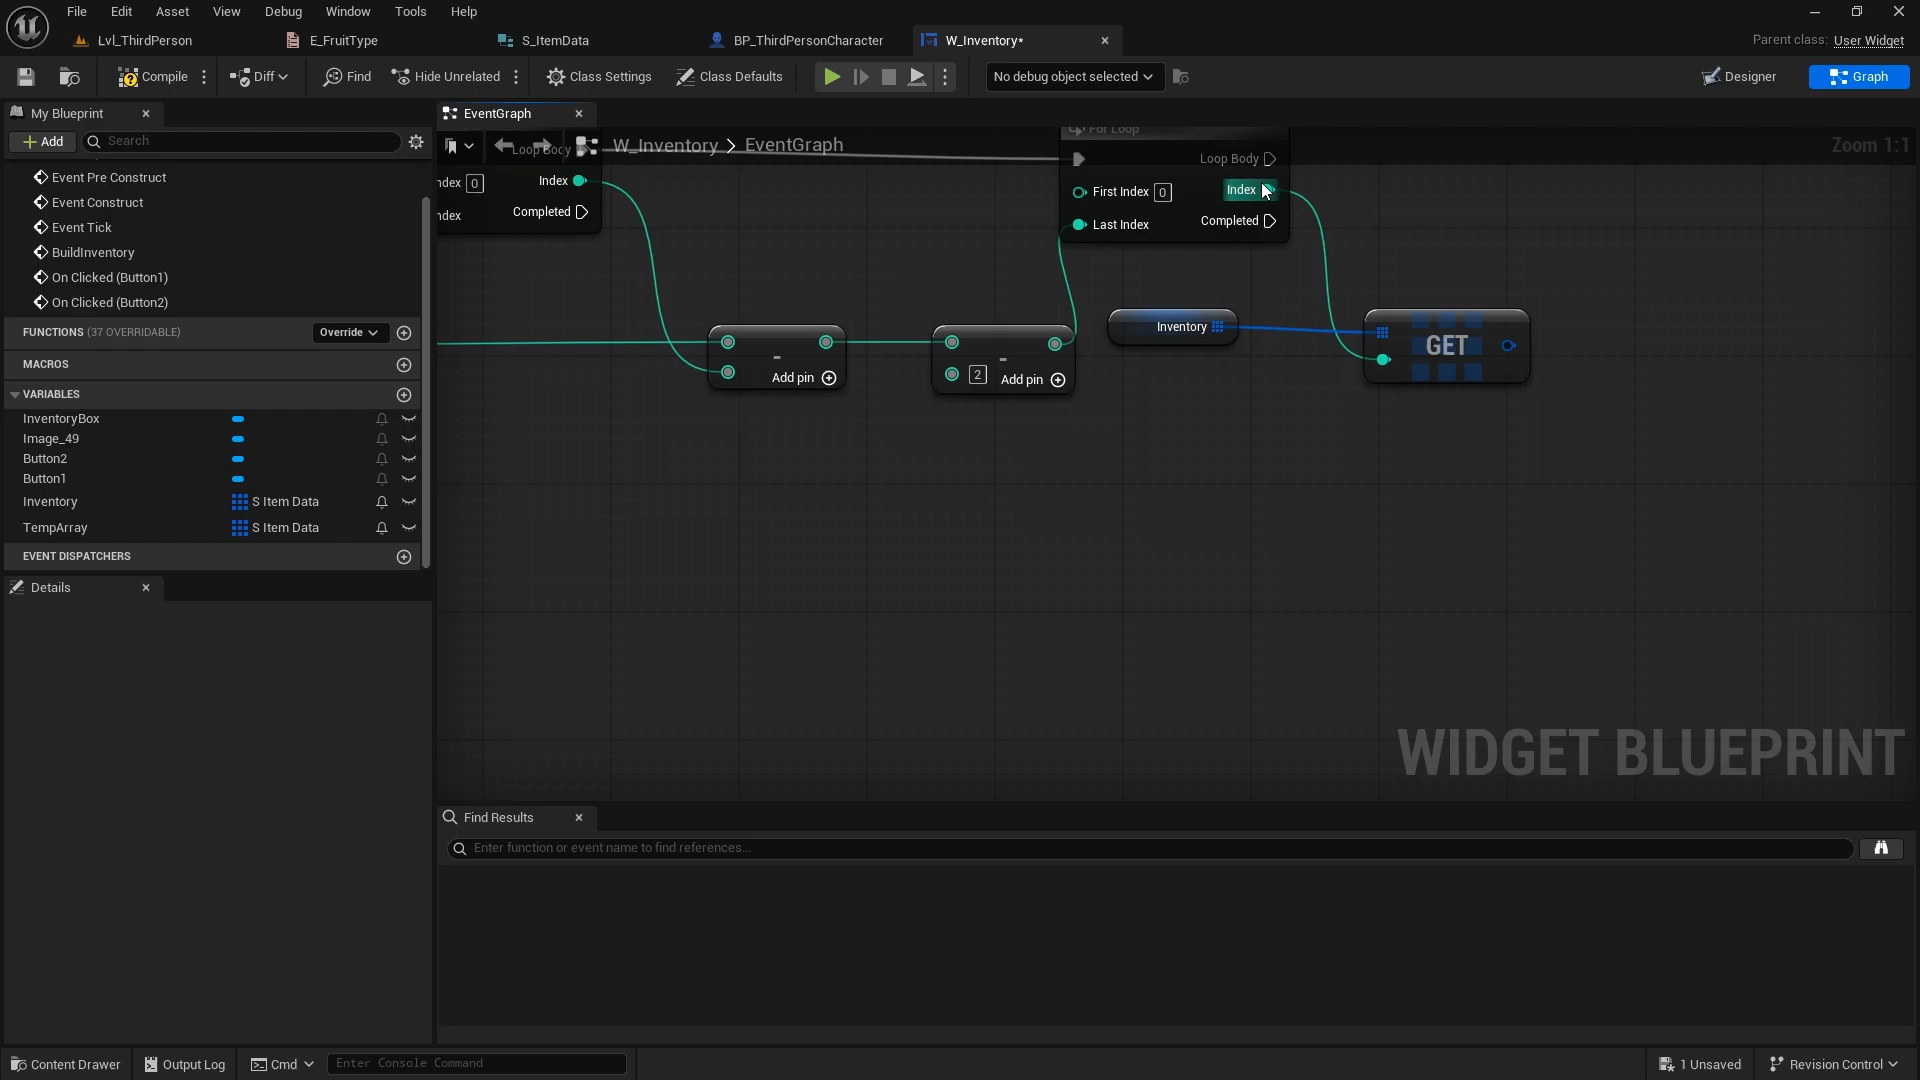 File Edit Asset View Debug Window Tools Help
Lvl_ThirdPerson E_FruitType S_ItemData BP_ThirdPersonCharacter W_Inventory* Parent class: User Widget
Compile Diff Find Hide Unrelated Class Settings Class Defaults No debug object selected Designer Graph
My Blueprint EventGraph
Add Search
W_Inventory > EventGraph Zoom 1:1
For Loop
Loop Body
Index
ndex 0
Completed
ndex
Loop Body
First Index 0
Index
Last Index
Completed
Event Pre Construct
Event Construct
Event Tick
BuildInventory
On Clicked (Button1)
On Clicked (Button2)
FUNCTIONS (37 OVERRIDABLE) Override
MACROS
VARIABLES
InventoryBox
Image_49
Button2
Button1
Inventory S Item Data
TempArray S Item Data
EVENT DISPATCHERS
Details
-
Add pin
-
2
Add pin
Inventory
GET
WIDGET BLUEPRINT
Find Results
Enter function or event name to find references...
Content Drawer Output Log Cmd Enter Console Command 1 Unsaved Revision Control